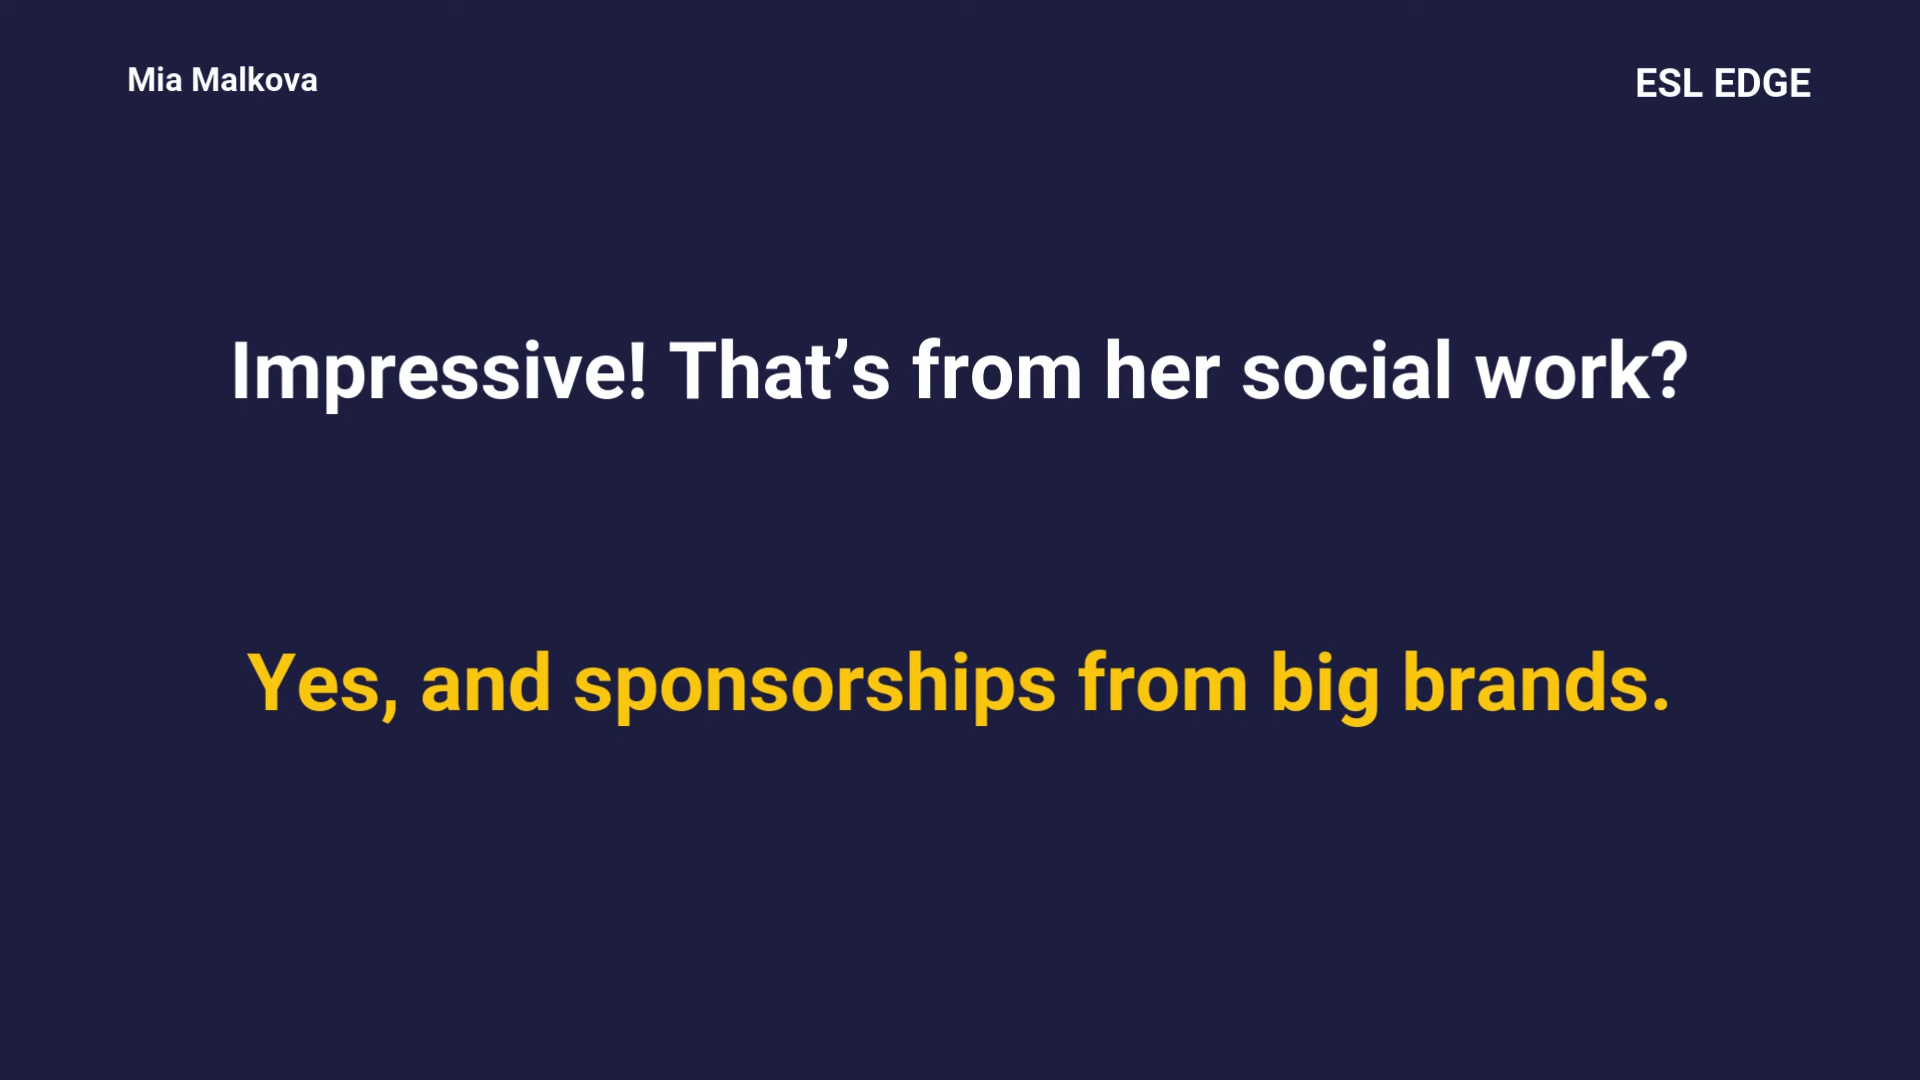 Mia Malkova
ESL EDGE
Impressive! That’s from her social work?
Yes, and sponsorships from big brands.